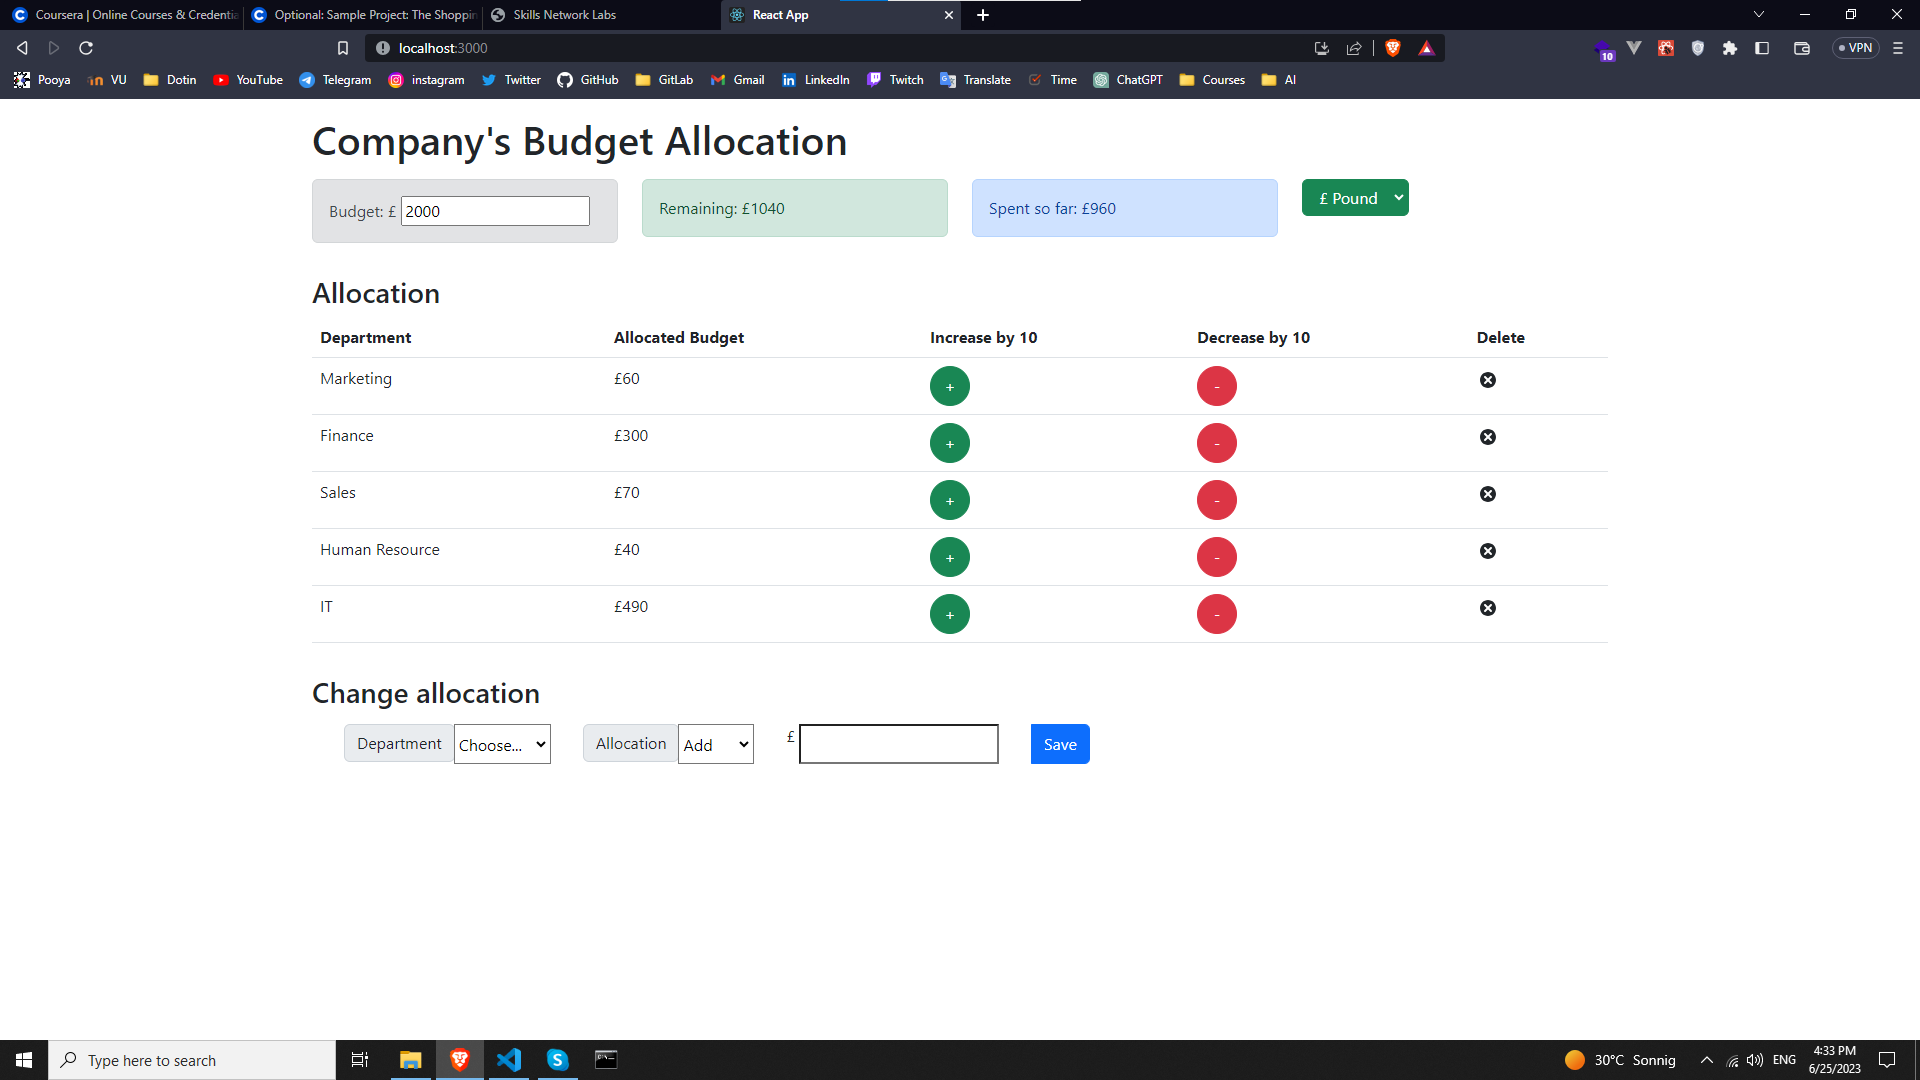 Coursera | Online Courses & Credentia
Optional: Sample Project: The Shoppin
Skills Network Labs
React App
localhost:3000
10
VPN
Pooya
VU
Dotin
YouTube
Telegram
instagram
Twitter
GitHub
GitLab
Gmail
LinkedIn
Twitch
Translate
Time
ChatGPT
Courses
AI
Company's Budget Allocation
Budget: £ 2000
Remaining: £1040
Spent so far: £960
£ Pound
Allocation
Department Allocated Budget Increase by 10 Decrease by 10 Delete
Marketing £60 + -
Finance £300 + -
Sales £70 + -
Human Resource £40 + -
IT £490 + -
Change allocation
Department Choose... Allocation Add £ Save
Type here to search
30°C Sonnig
ENG
4:33 PM
6/25/2023